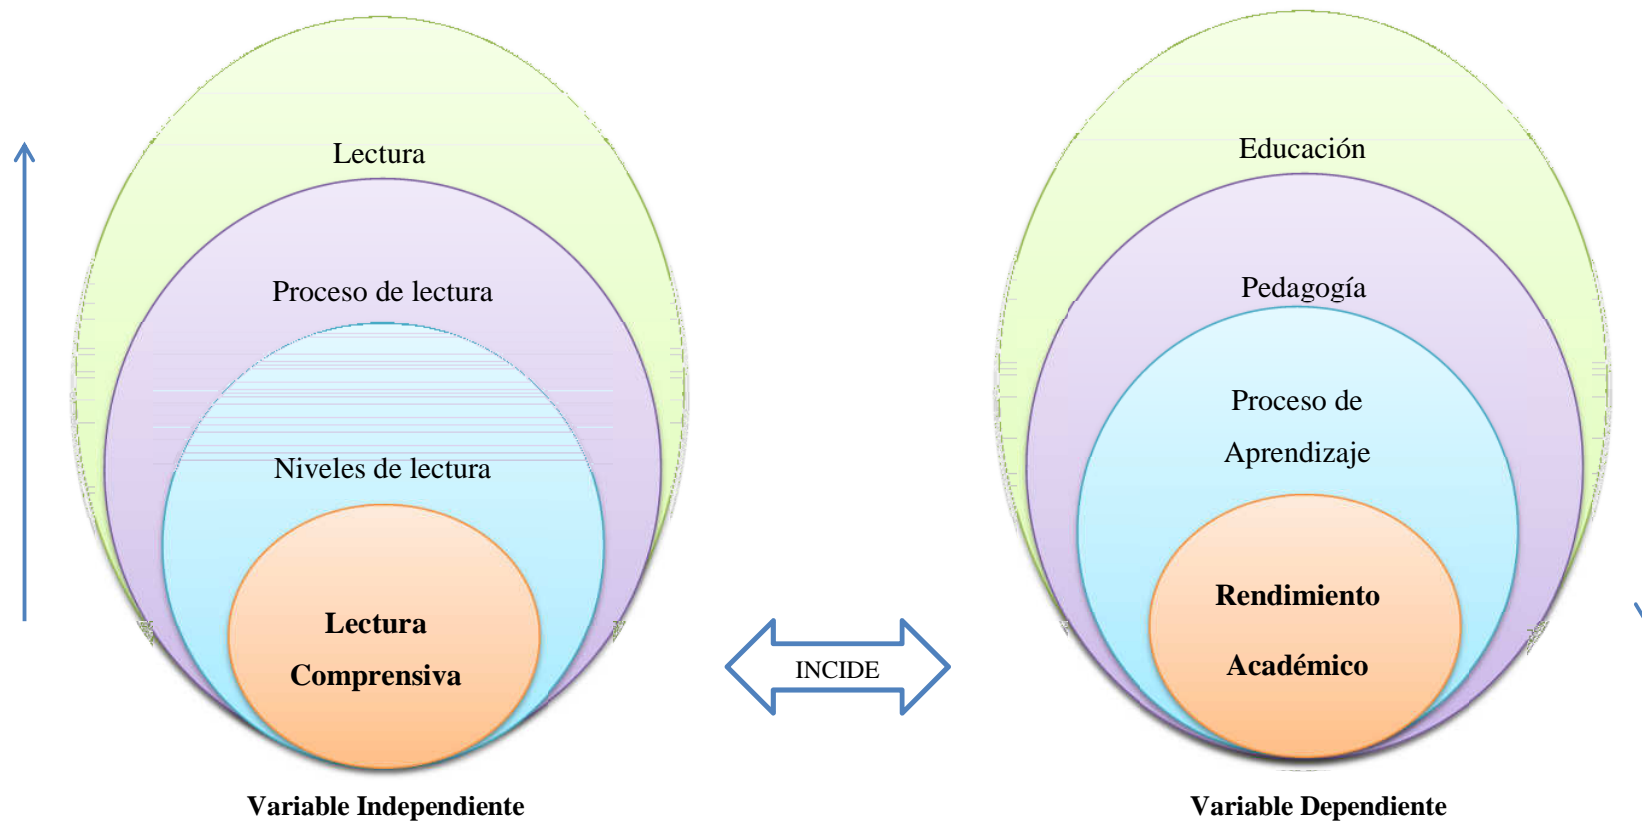 Lectura
Proceso de lectura
Niveles de lectura
Lectura
Comprensiva
Variable Independiente
INCIDE
Educación
Pedagogía
Proceso de
Aprendizaje
Rendimiento
Académico
Variable Dependiente